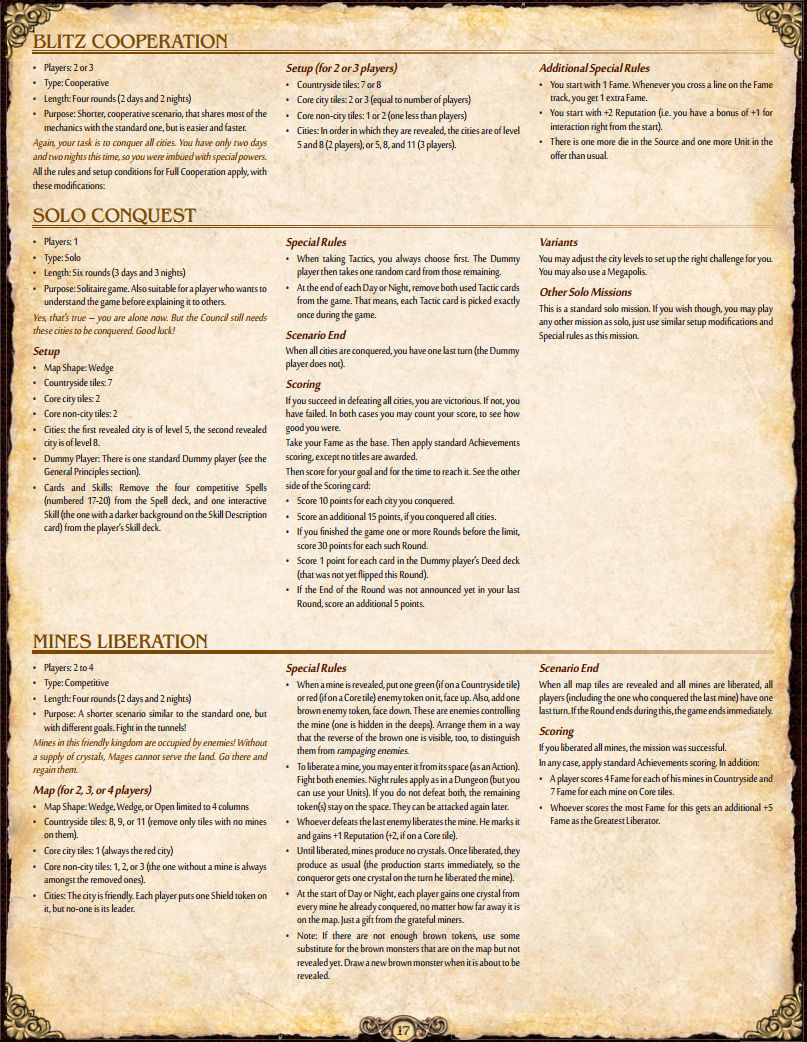 BLITZ COOPERATION
• Players: 2 or 3
• Type: Cooperative
• Length: Four rounds (2 days and 2 nights)
• Purpose: Shorter, cooperative scenario, that shares most of the
mechanics with the standard one, but is easier and faster.
Again, your task is to conquer all cities. You have only two days
and two nights this time, so you were imbued with special powers.
All the rules and setup conditions for Full Cooperation apply, with
these modifications:
Setup (for 2 or 3 players)
• Countryside tiles: 7 or 8
• Core city tiles: 2 or 3 (equal to number of players)
• Core non-city tiles: 1 or 2 (one less than players)
• Cities: In order in which they are revealed, the cities are of level
5 and 8 (2 players), or 5, 8, and 11 (3 players).
Additional Special Rules
• You start with 1 Fame. Whenever you cross a line on the Fame
track, you get 1 extra Fame.
• You start with +2 Reputation (i.e. you have a bonus of +1 for
interaction right from the start).
• There is one more die in the Source and one more Unit in the
offer than usual.
SOLO CONQUEST
• Players: 1
• Type: Solo
• Length: Six rounds (3 days and 3 nights)
• Purpose: Solitaire game. Also suitable for a player who wants to
understand the game before explaining it to others.
Yes, that's true – you are alone now. But the Council still needs
these cities to be conquered. Good luck!
Setup
• Map Shape: Wedge
• Countryside tiles: 7
• Core city tiles: 2
• Core non-city tiles: 2
• Cities: the first revealed city is of level 5, the second revealed
city is of level 8.
• Dummy Player: There is one standard Dummy player (see the
General Principles section).
• Cards and Skills: Remove the four competitive Spells
(numbered 17-20) from the Spell deck, and one interactive
Skill (the one with a darker background on the Skill Description
card) from the player's Skill deck.
Special Rules
• When taking Tactics, you always choose first. The Dummy
player then takes one random card from those remaining.
• At the end of each Day or Night, remove both used Tactic cards
from the game. That means, each Tactic card is picked exactly
once during the game.
Scenario End
When all cities are conquered, you have one last turn (the Dummy
player does not).
Scoring
If you succeed in defeating all cities, you are victorious. If not, you
have failed. In both cases you may count your score, to see how
good you were.
Take your Fame as the base. Then apply standard Achievements
scoring, except no titles are awarded.
Then score for your goal and for the time to reach it. See the other
side of the Scoring card:
• Score 10 points for each city you conquered.
• Score an additional 15 points, if you conquered all cities.
• If you finished the game one or more Rounds before the limit,
score 30 points for each such Round.
• Score 1 point for each card in the Dummy player's Deed deck
(that was not yet flipped this Round).
• If the End of the Round was not announced yet in your last
Round, score an additional 5 points.
Variants
You may adjust the city levels to set up the right challenge for you.
You may also use a Megapolis.
Other Solo Missions
This is a standard solo mission. If you wish though, you may play
any other mission as solo, just use similar setup modifications and
Special rules as this mission.
MINES LIBERATION
• Players: 2 to 4
• Type: Competitive
• Length: Four rounds (2 days and 2 nights)
• Purpose: A shorter scenario similar to the standard one, but
with different goals. Fight in the tunnels!
Mines in this friendly kingdom are occupied by enemies! Without
a supply of crystals, Mages cannot serve the land. Go there and
regain them.
Map (for 2, 3, or 4 players)
• Map Shape: Wedge, Wedge, or Open limited to 4 columns
• Countryside tiles: 8, 9, or 11 (remove only tiles with no mines
on them).
• Core city tiles: 1 (always the red city)
• Core non-city tiles: 1, 2, or 3 (the one without a mine is always
amongst the removed ones).
• Cities: The city is friendly. Each player puts one Shield token on
it, but no-one is its leader.
Special Rules
• When a mine is revealed, put one green (if on a Countryside tile)
or red (if on a Core tile) enemy token on it, face up. Also, add one
brown enemy token, face down. These are enemies controlling
the mine (one is hidden in the deeps). Arrange them in a way
that the reverse of the brown one is visible, too, to distinguish
them from rampaging enemies.
• To liberate a mine, you may enter it from its space (as an Action).
Fight both enemies. Night rules apply as in a Dungeon (but you
can use your Units). If you do not defeat both, the remaining
token(s) stay on the space. They can be attacked again later.
• Whoever defeats the last enemy liberates the mine. He marks it
and gains +1 Reputation (+2, if on a Core tile).
• Until liberated, mines produce no crystals. Once liberated, they
produce as usual (the production starts immediately, so the
conqueror gets one crystal on the turn he liberated the mine).
• At the start of Day or Night, each player gains one crystal from
every mine he already conquered, no matter how far away it is
on the map. Just a gift from the grateful miners.
• Note: If there are not enough brown tokens, use some
substitute for the brown monsters that are on the map but not
revealed yet. Draw a new brown monster when it is about to be
revealed.
Scenario End
When all map tiles are revealed and all mines are liberated, all
players (including the one who conquered the last mine) have one
last turn. If the Round ends during this, the game ends immediately.
Scoring
If you liberated all mines, the mission was successful.
In any case, apply standard Achievements scoring. In addition:
• A player scores 4 Fame for each of his mines in Countryside and
7 Fame for each mine on Core tiles.
• Whoever scores the most Fame for this gets an additional +5
Fame as the Greatest Liberator.
17